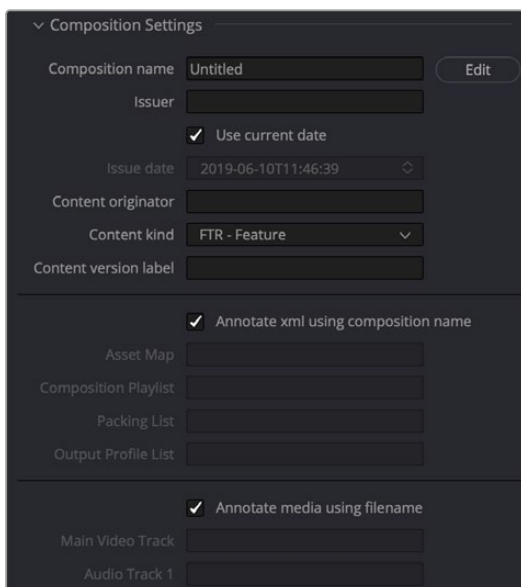 Composition Settings
Composition name Untitled Edit
Issuer
Use current date
Issue date 2019-06-10T11:46:39
Content originator
Content kind FTR - Feature
Content version label
Annotate xml using composition name
Asset Map
Composition Playlist
Packing List
Output Profile List
Annotate media using filename
Main Video Track
Audio Track 1